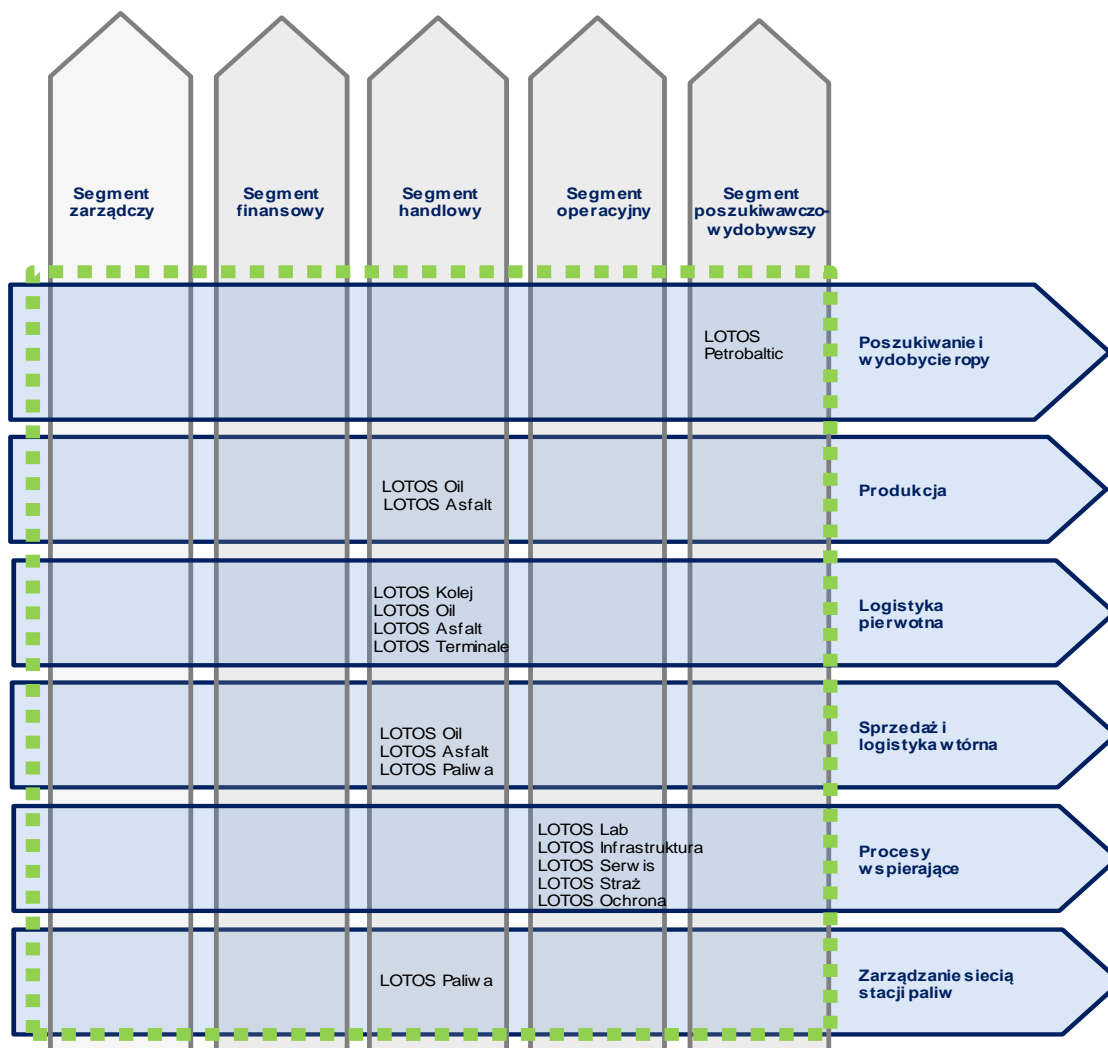 Segment
zarządczy
Segment
finansowy
Segment
handlowy
Segment
operacyjny
Segment
poszukiwawczo-
wydobywszy
LOTOS
Petrobaltic
Poszukiwanie i
wydobycie ropy
LOTOS Oil
LOTOS Asfalt
Produkcja
LOTOS Kolej
LOTOS Oil
LOTOS Asfalt
LOTOS Terminale
Logistyka
pierwotna
LOTOS Oil
LOTOS Asfalt
LOTOS Paliwa
Sprzedaż i
logistyka wtórna
LOTOS Lab
LOTOS Infrastruktura
LOTOS Serwis
LOTOS Straż
LOTOS Ochrona
Procesy
wspierające
LOTOS Paliwa
Zarządzanie siecią
stacji paliw